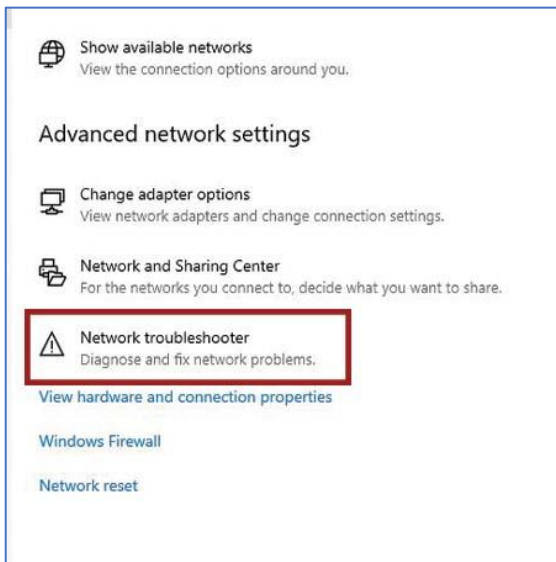 Show available networks
View the connection options around you.
Advanced network settings
Change adapter options
View network adapters and change connection settings.
Network and Sharing Center
For the networks you connect to, decide what you want to share.
Network troubleshooter
Diagnose and fix network problems.
View hardware and connection properties
Windows Firewall
Network reset